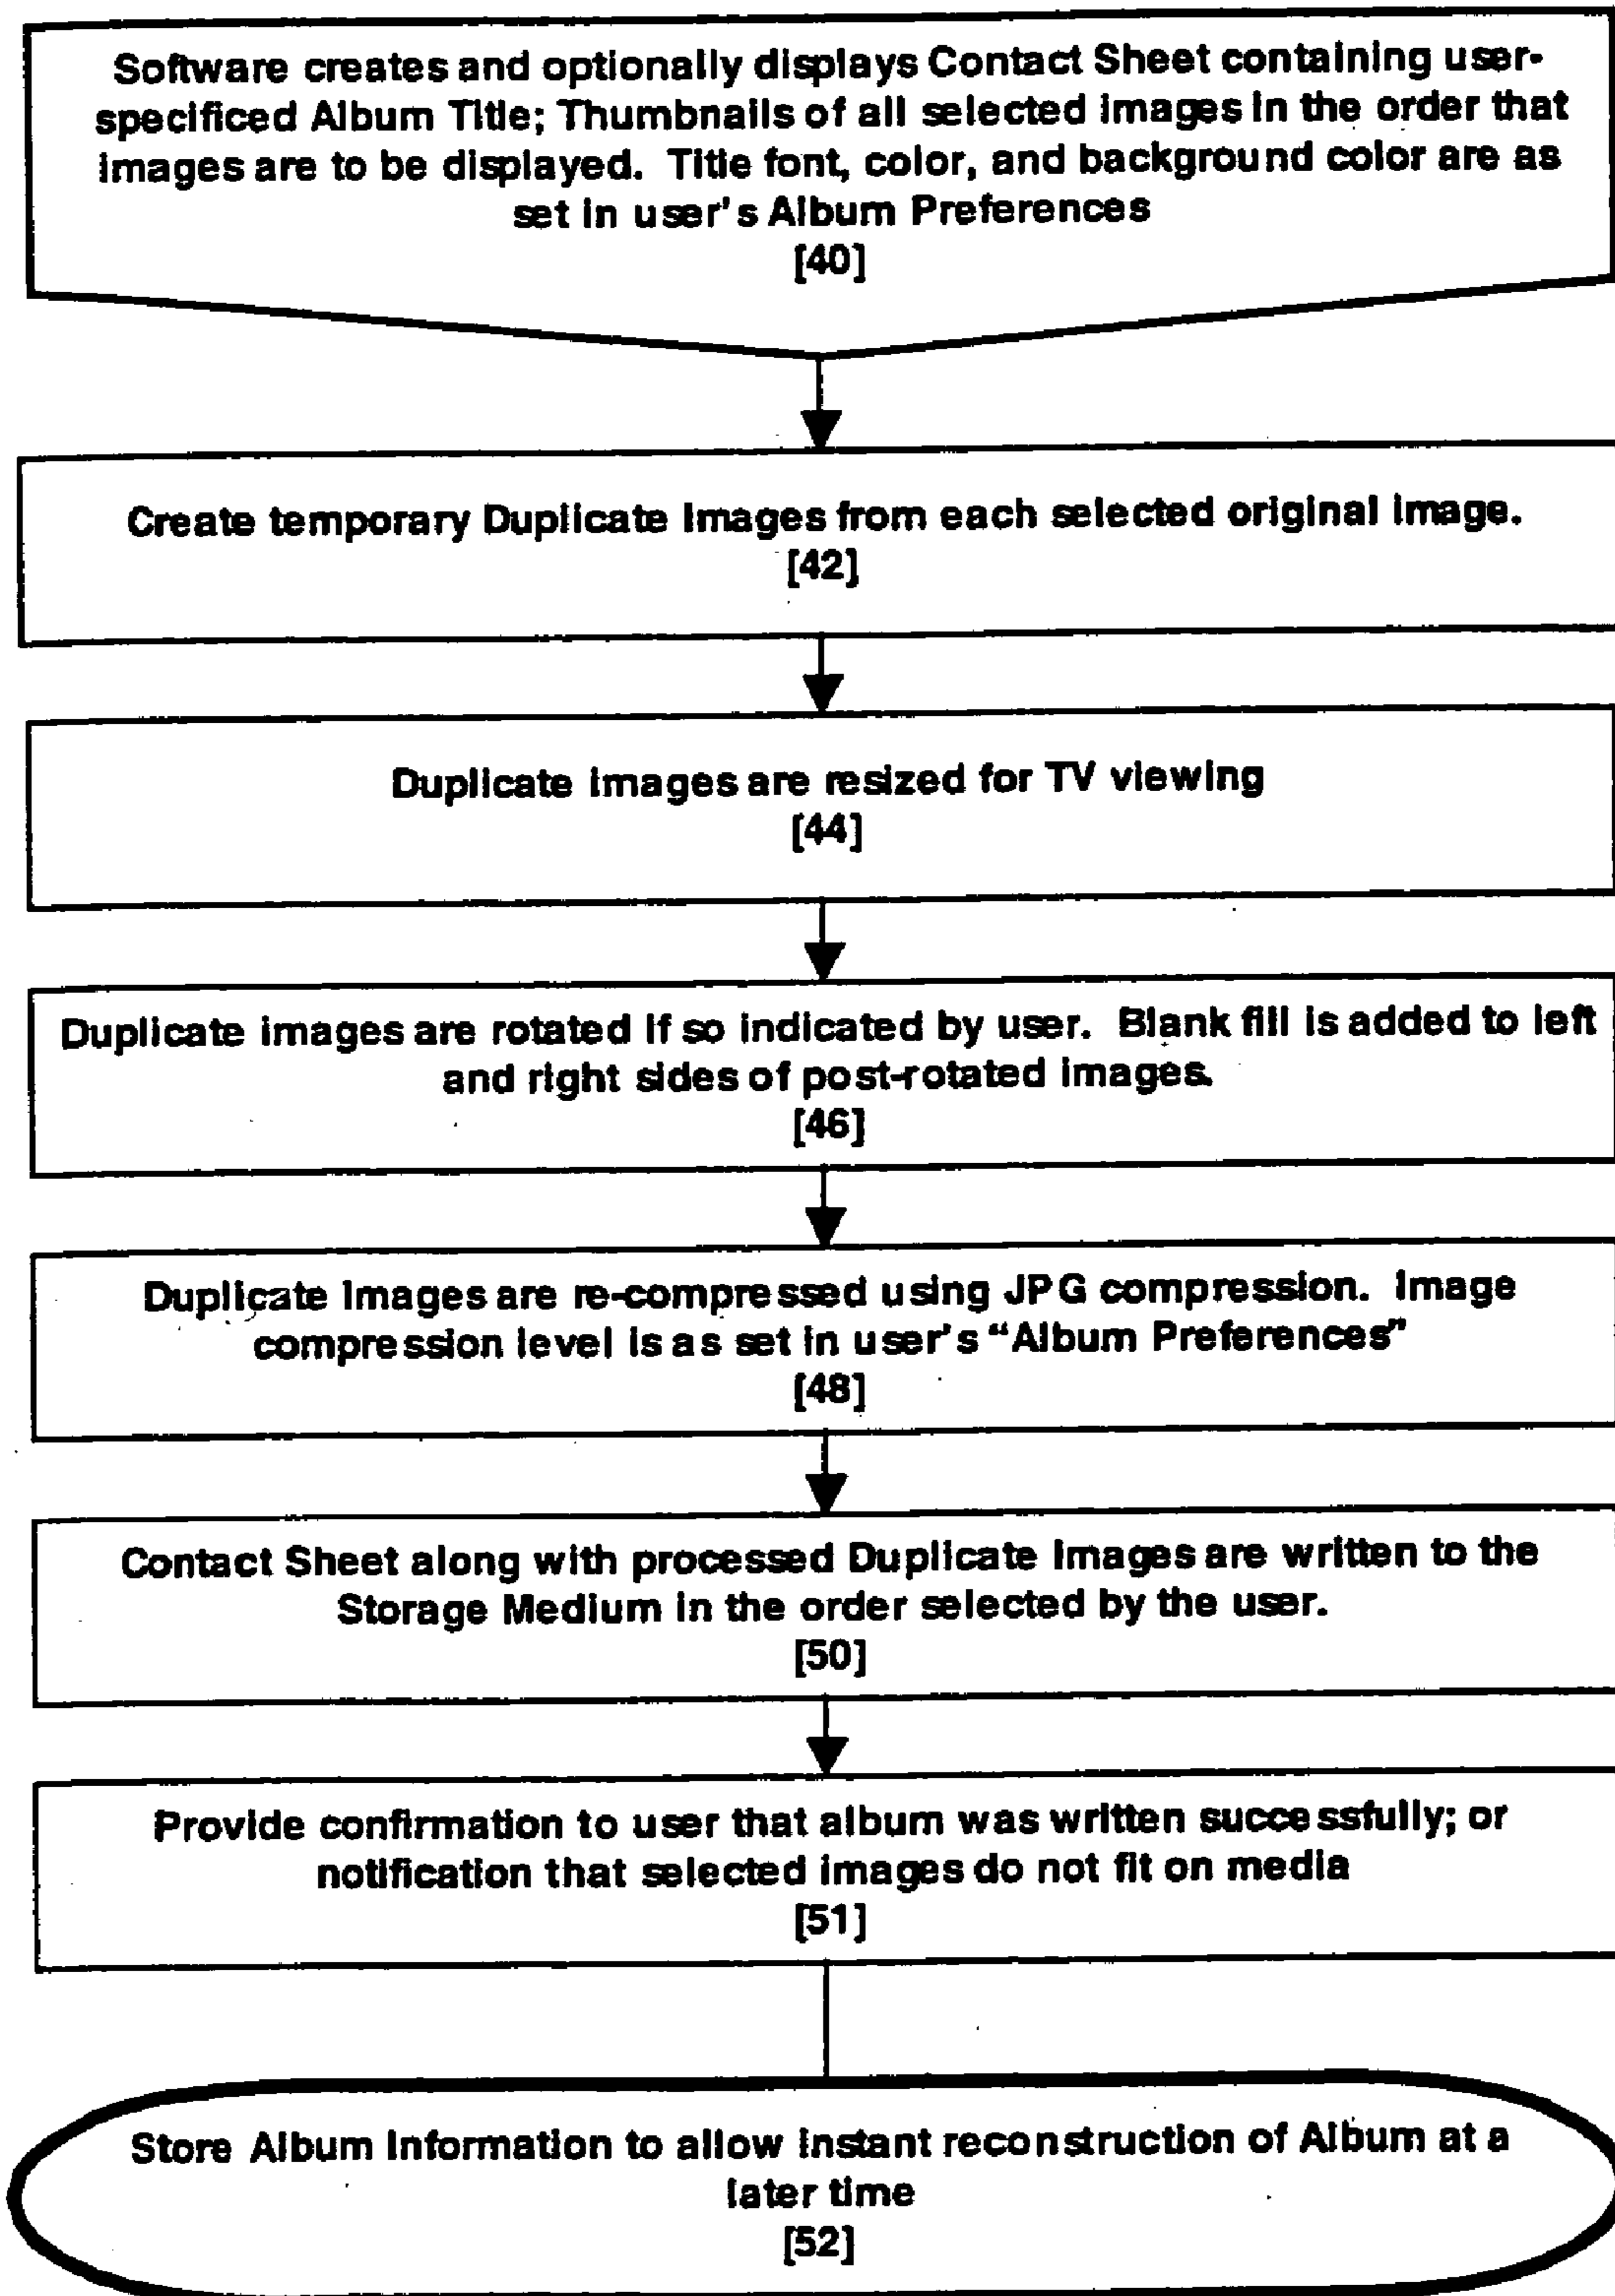 Software creates and optionally displays Contact Sheet containing user-
specificed Album Title; Thumbnails of all selected images in the order that
images are to be displayed. Title font, color, and background color are as
set in user's Album Preferences
[40]
Create temporary Duplicate Images from each selected original image.
[42]
Duplicate images are resized for TV viewing
[44]
Duplicate images are rotated if so indicated by user. Blank fill is added to left
and right sides of post-rotated images.
[46]
Duplicate images are re-compressed using JPG compression. Image
compression level is as set in user's “Album Preferences”
[48]
Contact Sheet along with processed Duplicate Images are written to the
Storage Medium in the order selected by the user.
[50]
Provide confirmation to user that album was written successfully; or
notification that selected images do not fit on media
[51]
Store Album Information to allow instant reconstruction of Album at a
later time
[52]